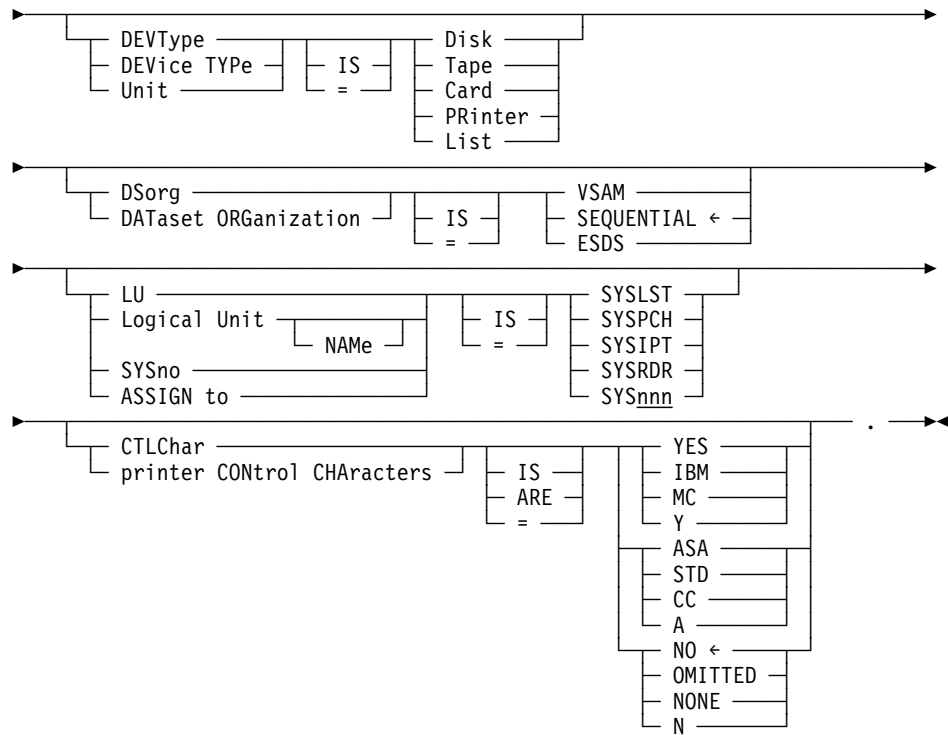 DEVType Disk
DEVice TYPe IS Tape
Unit = Card
PRinter
List
DSorg VSAM
DATaset ORGanization IS SEQUENTIAL ←
= ESDS
LU SYSLST
Logical Unit IS SYSPCH
NAMe = SYSIPT
SYSno SYSRDR
ASSIGN to SYSnnn
.
CTLChar YES
printer CONtrol CHAracters IS IBM
ARE MC
= Y
ASA
STD
CC
A
NO ←
OMITTED
NONE
N